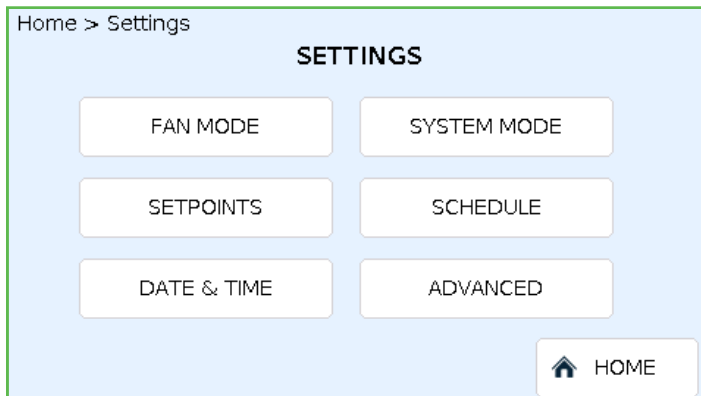 Home > Settings
SETTINGS
FAN MODE
SYSTEM MODE
SETPOINTS
SCHEDULE
DATE & TIME
ADVANCED
HOME